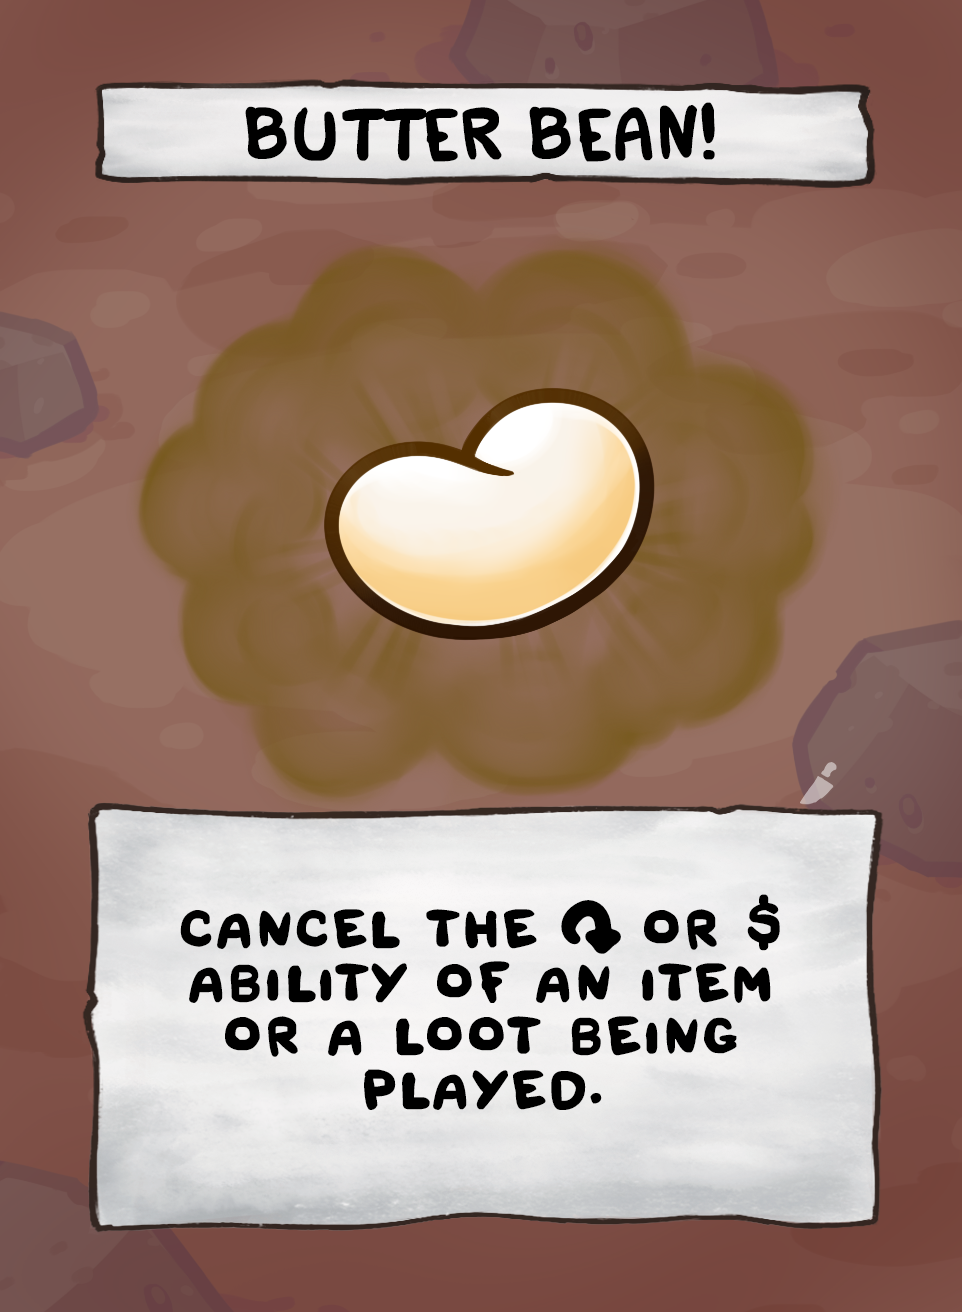 BUTTER BEAN!
CANCEL THE ↷ OR $
ABILITY OF AN ITEM
OR A LOOT BEING
PLAYED.